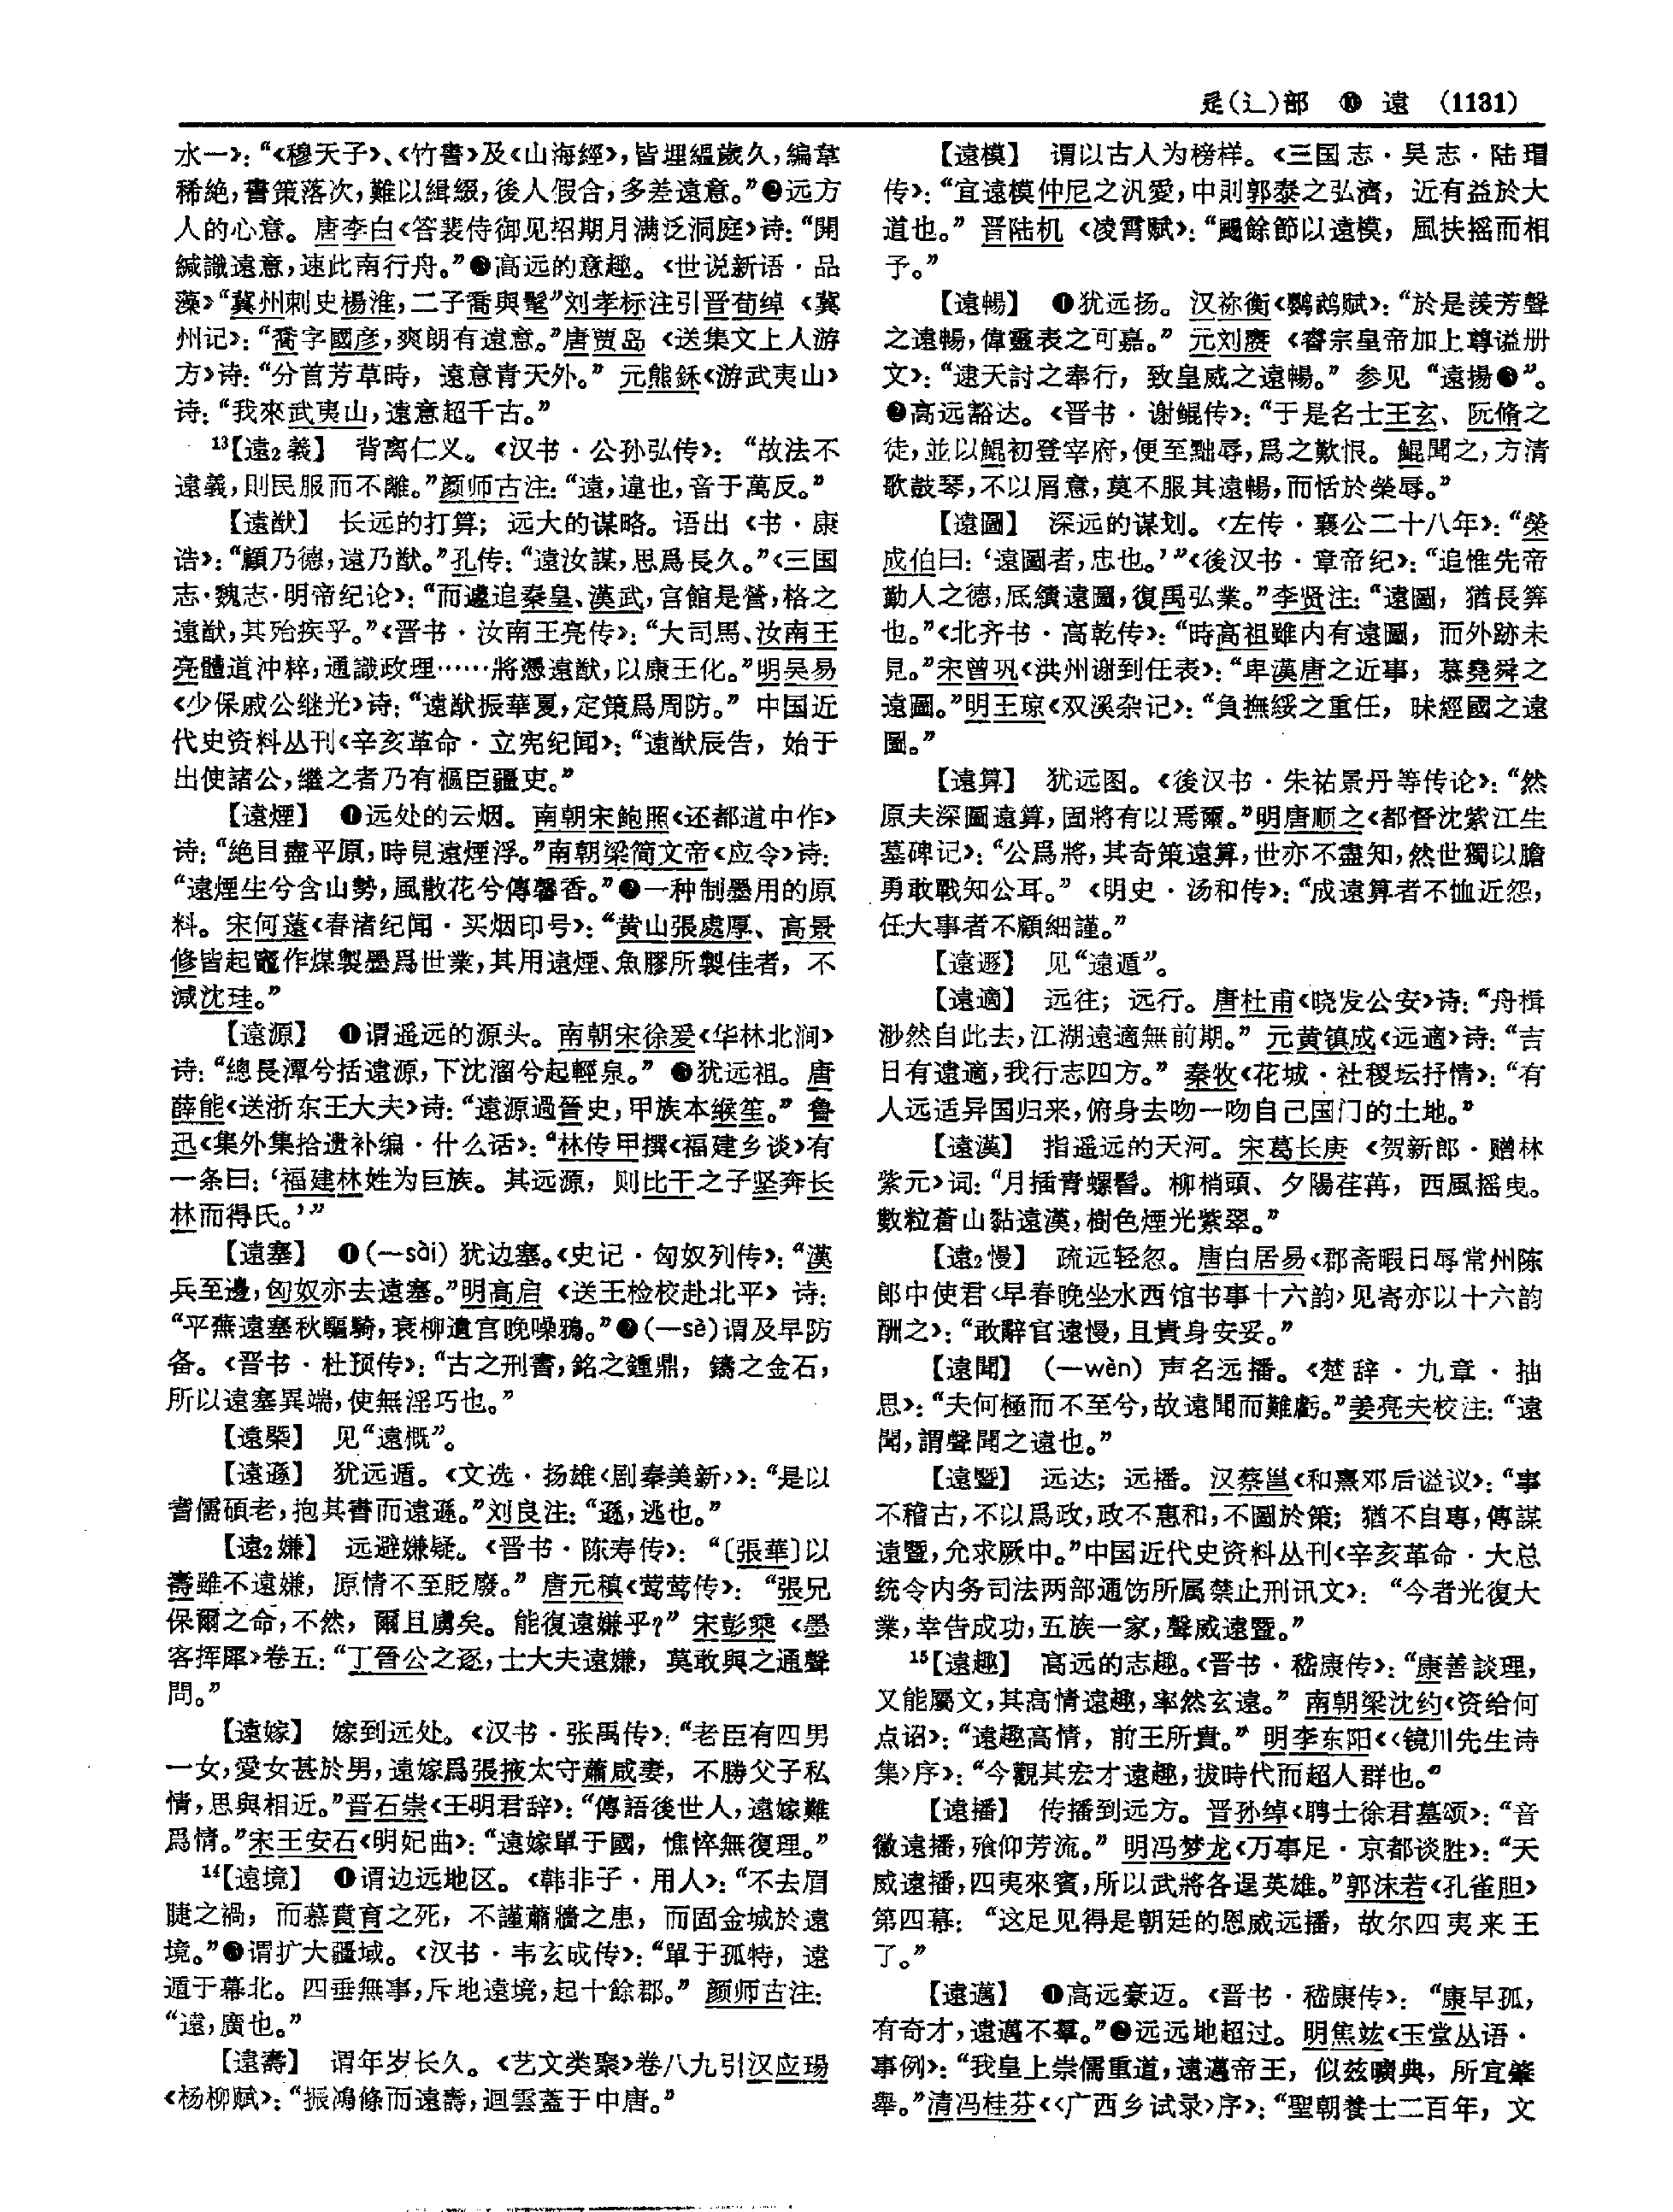 辵(辶)部 ❿ 遠 (1131)
水一》：“《穆天子》、《竹書》及《山海經》，皆埋緼歲久，編韋
稀絶，書策落次，難以緝綴，後人假合，多差遠意。”❷远方
人的心意。唐李白《答裴侍御见招期月满泛洞庭》诗：“開
緘識遠意，速此南行舟。”❸高远的意趣。《世说新语·品
藻》“冀州刺史楊淮，二子喬與髦”刘孝标注引晋荀绰《冀
州记》：“喬字國彦，爽朗有遠意。”唐贾岛《送集文上人游
方》诗：“分首芳草時，遠意青天外。”元熊鉌《游武夷山》
诗：“我來武夷山，遠意超千古。”
13【遠₂義】 背离仁义。《汉书·公孙弘传》：“故法不
遠義，則民服而不離。”颜师古注：“遠，違也，音于萬反。”
【遠猷】 长远的打算；远大的谋略。语出《书·康
诰》：“顧乃德，遠乃猷。”孔传：“遠汝謀，思爲長久。”《三国
志·魏志·明帝纪论》：“而遽追秦皇、漢武，宫館是營，格之
遠猷，其殆疾乎。”《晋书·汝南王亮传》：“大司馬、汝南王
亮體道沖粹，通識政理……將憑遠猷，以康王化。”明吴易
《少保戚公继光》诗：“遠猷振華夏，定策爲周防。”中国近
代史资料丛刊《辛亥革命·立宪纪闻》：“遠猷辰告，始于
出使諸公，繼之者乃有樞臣疆吏。”
【遠煙】 ❶远处的云烟。南朝宋鲍照《还都道中作》
诗：“絶目盡平原，時見遠煙浮。”南朝梁简文帝《应令》诗：
“遠煙生兮含山勢，風散花兮傳馨香。”❷一种制墨用的原
料。宋何薳《春渚纪闻·买烟印号》：“黄山張處厚、高景
修皆起竈作煤製墨爲世業，其用遠煙、魚膠所製佳者，不
減沈珪。”
【遠源】 ❶谓遥远的源头。南朝宋徐爰《华林北涧》
诗：“總長潭兮括遠源，下沈溜兮起輕泉。”❷犹远祖。唐
薛能《送浙东王大夫》诗：“遠源過晉史，甲族本緱笙。”鲁
迅《集外集拾遗补编·什么话》：“林传甲撰《福建乡谈》有
一条曰：‘福建林姓为巨族。其远源，则比干之子坚奔长
林而得氏。’”
【遠塞】 ❶(—sài)犹边塞。《史记·匈奴列传》：“漢
兵至邊，匈奴亦去遠塞。”明高启《送王检校赴北平》诗：
“平蕪遠塞秋驅騎，衰柳遺宫晚噪鴉。”❷(—sè)谓及早防
备。《晋书·杜预传》：“古之刑書，銘之鍾鼎，鑄之金石，
所以遠塞異端，使無淫巧也。”
【遠槩】 见“遠概”。
【遠遜】 犹远遁。《文选·扬雄〈剧秦美新〉》：“是以
耆儒碩老，抱其書而遠遜。”刘良注：“遜，逃也。”
【遠₂嫌】 远避嫌疑。《晋书·陈寿传》：“〔張華〕以
壽雖不遠嫌，原情不至貶廢。”唐元稹《莺莺传》：“張兄
保爾之命，不然，爾且虜矣。能復遠嫌乎？”宋彭乘《墨
客挥犀》卷五：“丁晉公之逐，士大夫遠嫌，莫敢與之通聲
問。”
【遠嫁】 嫁到远处。《汉书·张禹传》：“老臣有四男
一女，愛女甚於男，遠嫁爲張掖太守蕭咸妻，不勝父子私
情，思與相近。”晋石崇《王明君辞》：“傳語後世人，遠嫁難
爲情。”宋王安石《明妃曲》：“遠嫁單于國，憔悴無復理。”
14【遠境】 ❶谓边远地区。《韩非子·用人》：“不去眉
睫之禍，而慕賁育之死，不謹蕭牆之患，而固金城於遠
境。”❷谓扩大疆域。《汉书·韦玄成传》：“單于孤特，遠
遁于幕北。四垂無事，斥地遠境，起十餘郡。”颜师古注：
“遠，廣也。”
【遠壽】 谓年岁长久。《艺文类聚》卷八九引汉应玚
《杨柳赋》：“振鴻條而遠壽，迴雲蓋于中唐。”
【遠模】 谓以古人为榜样。《三国志·吴志·陆瑁
传》：“宜遠模仲尼之汎愛，中則郭泰之弘濟，近有益於大
道也。”晋陆机《凌霄赋》：“飈餘節以遠模，風扶摇而相
予。”
【遠暢】 ❶犹远扬。汉祢衡《鹦鹉赋》：“於是羡芳聲
之遠暢，偉靈表之可嘉。”元刘赓《睿宗皇帝加上尊谥册
文》：“逮天討之奉行，致皇威之遠暢。”参见“遠揚❸”。
❷高远豁达。《晋书·谢鲲传》：“于是名士王玄、阮脩之
徒，並以鯤初登宰府，便至黜辱，爲之歎恨。鯤聞之，方清
歌鼓琴，不以屑意，莫不服其遠暢，而恬於榮辱。”
【遠圖】 深远的谋划。《左传·襄公二十八年》：“榮
成伯曰：‘遠圖者，忠也。’”《後汉书·章帝纪》：“追惟先帝
勤人之德，厎績遠圖，復禹弘業。”李贤注：“遠圖，猶長筭
也。”《北齐书·高乾传》：“時高祖雖内有遠圖，而外跡未
見。”宋曾巩《洪州谢到任表》：“卑漢唐之近事，慕堯舜之
遠圖。”明王琼《双溪杂记》：“負撫綏之重任，昧經國之遠
圖。”
【遠算】 犹远图。《後汉书·朱祐景丹等传论》：“然
原夫深圖遠算，固將有以焉爾。”明唐顺之《都督沈紫江生
墓碑记》：“公爲將，其奇策遠算，世亦不盡知，然世獨以膽
勇敢戰知公耳。”《明史·汤和传》：“成遠算者不恤近怨，
任大事者不顧細謹。”
【遠遯】 见“遠遁”。
【遠適】 远往；远行。唐杜甫《晓发公安》诗：“舟楫
渺然自此去，江湖遠適無前期。”元黄镇成《远適》诗：“吉
日有遠適，我行志四方。”秦牧《花城·社稷坛抒情》：“有
人远适异国归来，俯身去吻一吻自己国门的土地。”
【遠漢】 指遥远的天河。宋葛长庚《贺新郎·赠林
紫元》词：“月插青螺髻。柳梢頭、夕陽荏苒，西風摇曳。
數粒蒼山黏遠漢，樹色煙光紫翠。”
【遠₂慢】 疏远轻忽。唐白居易《郡斋暇日辱常州陈
郎中使君〈早春晚坐水西馆书事十六韵〉见寄亦以十六韵
酬之》：“敢辭官遠慢，且貴身安妥。”
【遠聞】 (—wèn)声名远播。《楚辞·九章·抽
思》：“夫何極而不至兮，故遠聞而難虧。”姜亮夫校注：“遠
聞，謂聲聞之遠也。”
【遠暨】 远达；远播。汉蔡邕《和熹邓后谥议》：“事
不稽古，不以爲政，政不惠和，不圖於策；猶不自專，傳謀
遠暨，允求厥中。”中国近代史资料丛刊《辛亥革命·大总
统令内务司法两部通饬所属禁止刑讯文》：“今者光復大
業，幸告成功，五族一家，聲威遠暨。”
15【遠趣】 高远的志趣。《晋书·嵇康传》：“康善談理，
又能屬文，其高情遠趣，率然玄遠。”南朝梁沈约《资给何
点诏》：“遠趣高情，前王所貴。”明李东阳《〈镜川先生诗
集〉序》：“今觀其宏才遠趣，拔時代而超人群也。”
【遠播】 传播到远方。晋孙绰《聘士徐君墓颂》：“音
徽遠播，飱仰芳流。”明冯梦龙《万事足·京都谈胜》：“天
威遠播，四夷來賓，所以武將各逞英雄。”郭沫若《孔雀胆》
第四幕：“这足见得是朝廷的恩威远播，故尔四夷来王
了。”
【遠邁】 ❶高远豪迈。《晋书·嵇康传》：“康早孤，
有奇才，遠邁不羣。”❷远远地超过。明焦竑《玉堂丛语·
事例》：“我皇上崇儒重道，遠邁帝王，似兹曠典，所宜肇
舉。”清冯桂芬《〈广西乡试录〉序》：“聖朝養士二百年，文